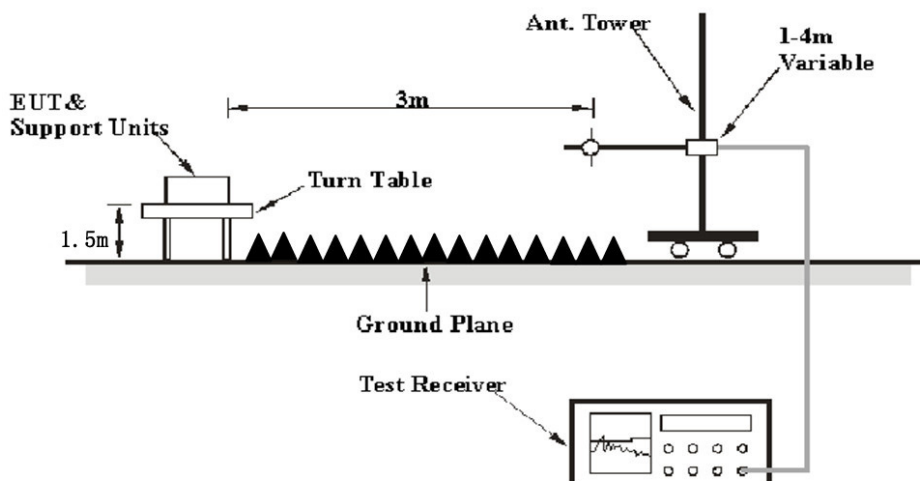 Ant. Tower
1-4m
Variable
3m
EUT&
Support Units
Turn Table
1.5m
Ground Plane
Test Receiver